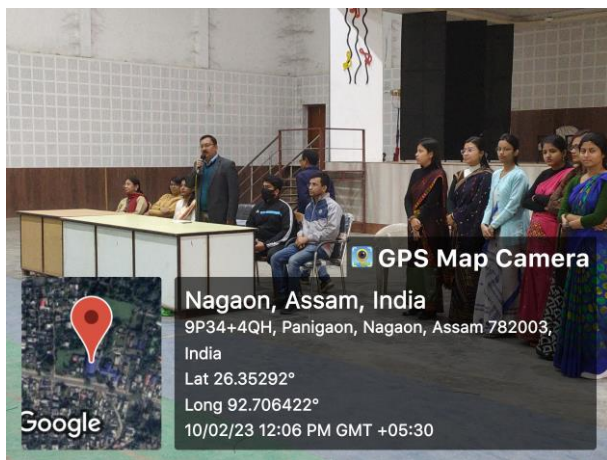 GPS Map Camera
Nagaon, Assam, India
9P34+4QH, Panigaon, Nagaon, Assam 782003,
India
Lat 26.35292°
Long 92.706422°
10/02/23 12:06 PM GMT +05:30
Google